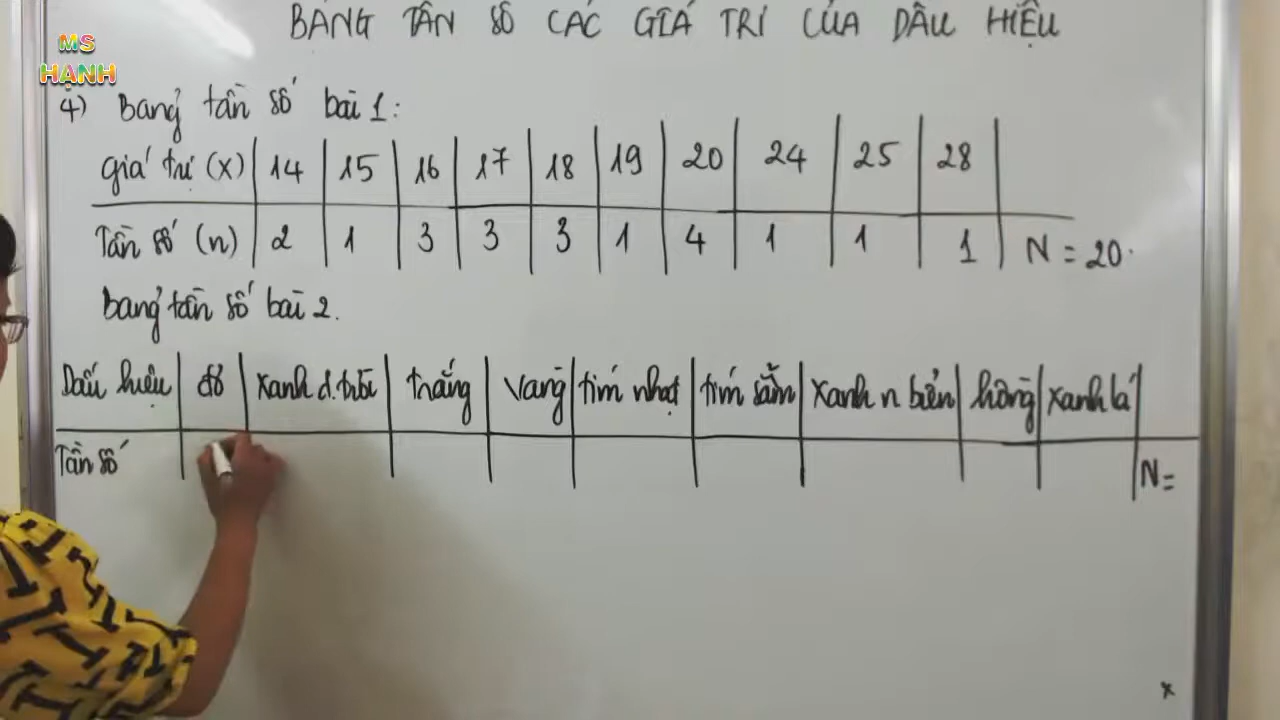 BẢNG TẦN SỐ CÁC GIÁ TRỊ CỦA DẤU HIỆU
MS
HẠNH
4) Bảng tần số bài 1:
giá trị (x) 14 15 16 17 18 19 20 24 25 28
Tần số (n) 2 1 3 3 3 1 4 1 1 1 N = 20.
bảng tần số bài 2.
Dấu hiệu đỏ xanh d.trời trắng vàng tím nhạt tím sẫm xanh n biển hồng xanh lá
Tần số N =
x